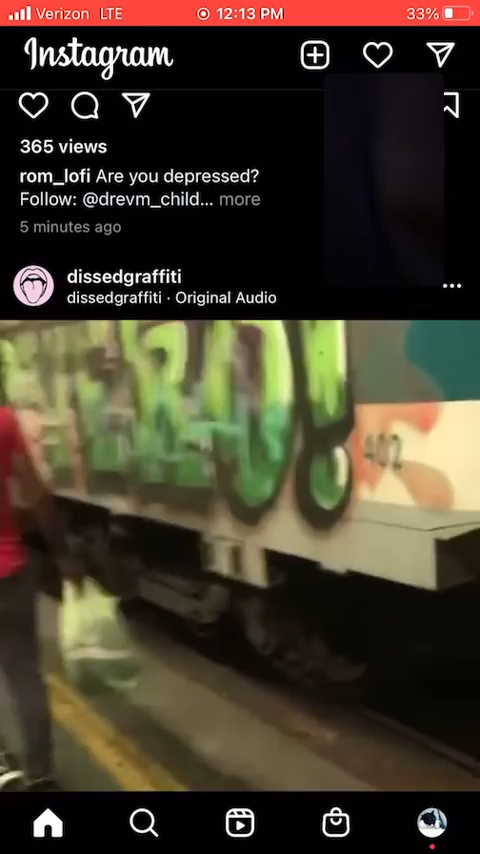 Verizon LTE 12:13 PM 33%
Instagram
365 views
rom_lofi Are you depressed?
Follow: @drevm_child... more
5 minutes ago
dissedgraffiti
dissedgraffiti · Original Audio
402